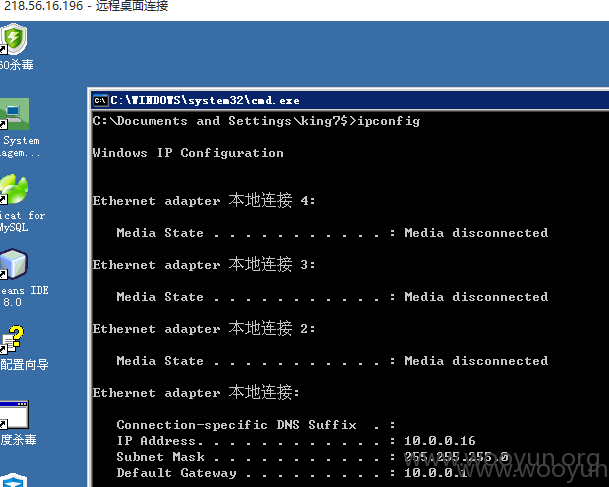 218.56.16.196 - 远程桌面连接
60杀毒
System
agem...
icat for
MySQL
eans IDE
8.0
配置向导
度杀毒
C:\WINDOWS\system32\cmd.exe
C:\Documents and Settings\king7$>ipconfig
Windows IP Configuration
Ethernet adapter 本地连接 4:
Media State . . . . . . . . . . . : Media disconnected
Ethernet adapter 本地连接 3:
Media State . . . . . . . . . . . : Media disconnected
Ethernet adapter 本地连接 2:
Media State . . . . . . . . . . . : Media disconnected
Ethernet adapter 本地连接:
Connection-specific DNS Suffix  . :
IP Address. . . . . . . . . . . . : 10.0.0.16
Subnet Mask . . . . . . . . . . . : 255.255.255.0
Default Gateway . . . . . . . . . : 10.0.0.1
www.wooyun.org
www.wooyun